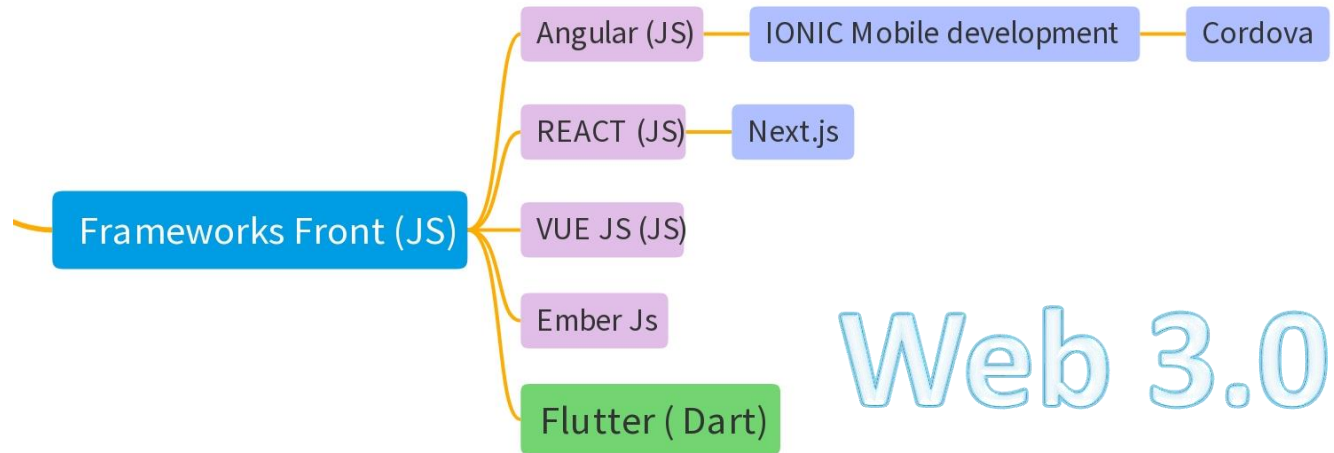 Angular (JS)
IONIC Mobile development
Cordova
REACT (JS)
Next.js
Frameworks Front (JS)
VUE JS (JS)
Ember Js
Web 3.0
Flutter ( Dart)